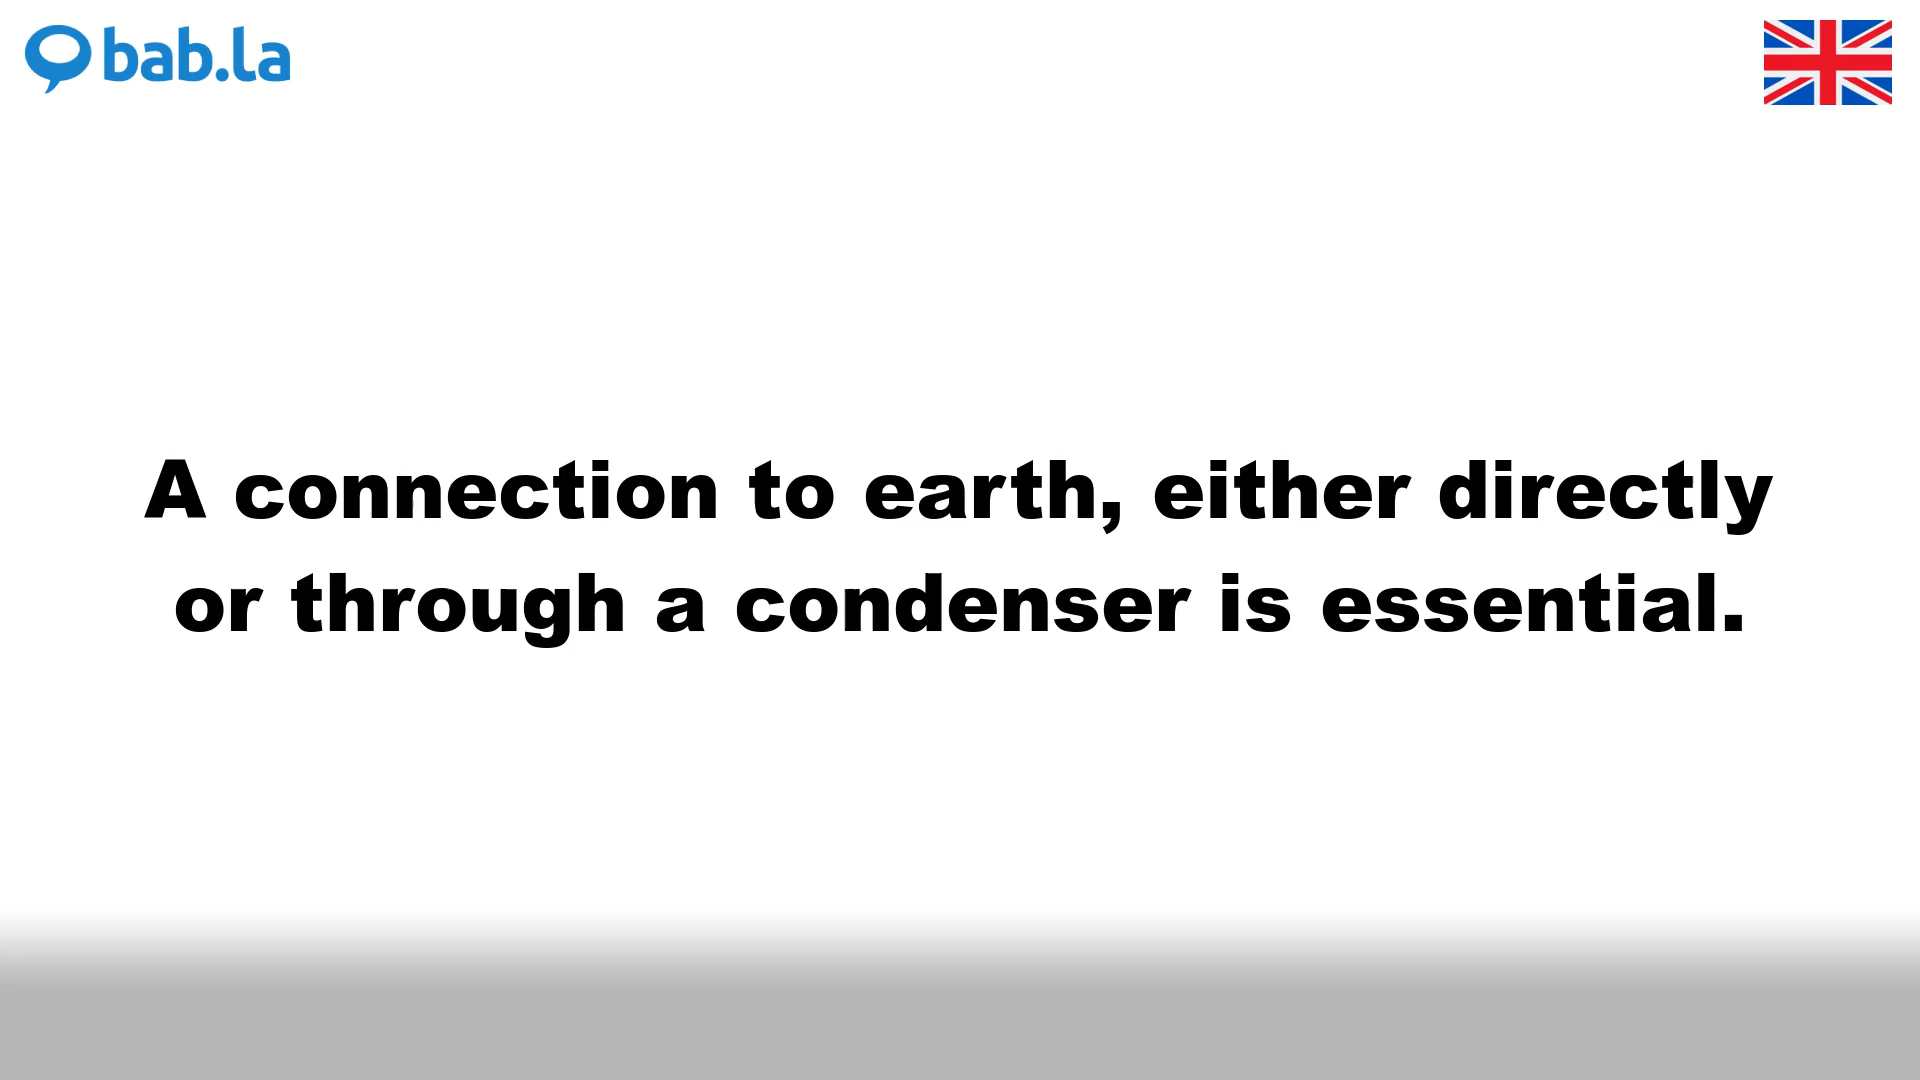 bab.la
A connection to earth, either directly
or through a condenser is essential.